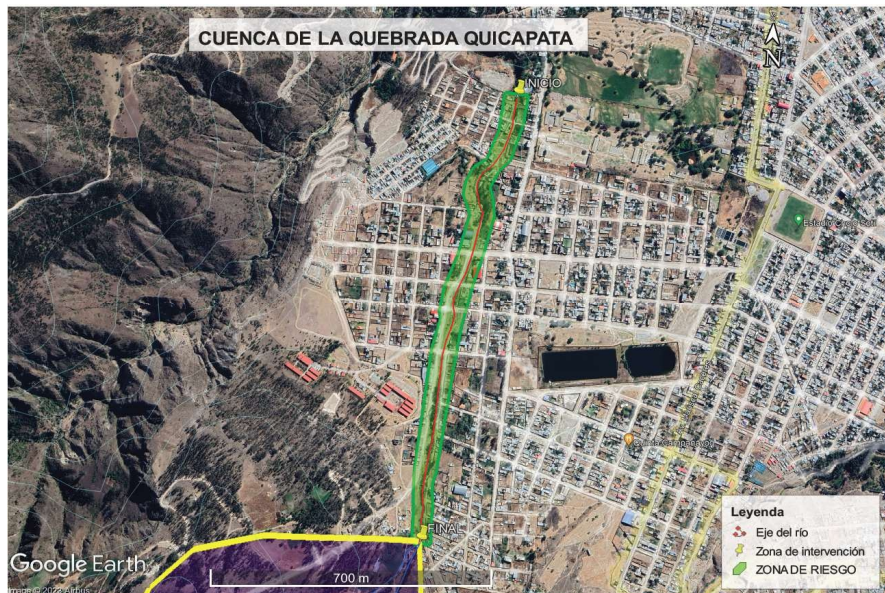 CUENCA DE LA QUEBRADA QUICAPATA
N
INICIO
FINAL
Leyenda
Eje del río
Zona de intervención
ZONA DE RIESGO
Google Earth
700 m